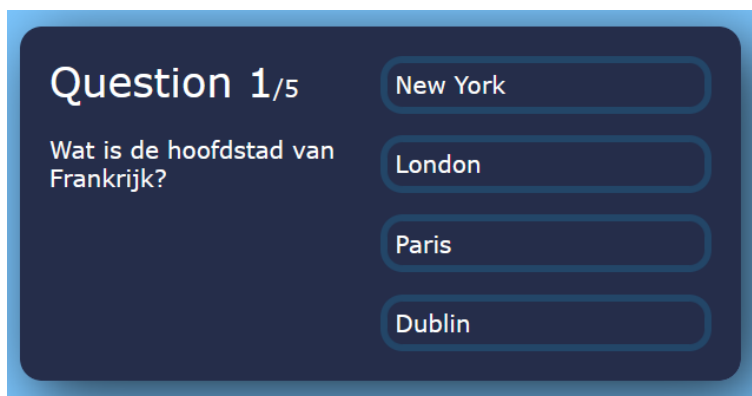 Question 1/5
Wat is de hoofdstad van
Frankrijk?
New York
London
Paris
Dublin